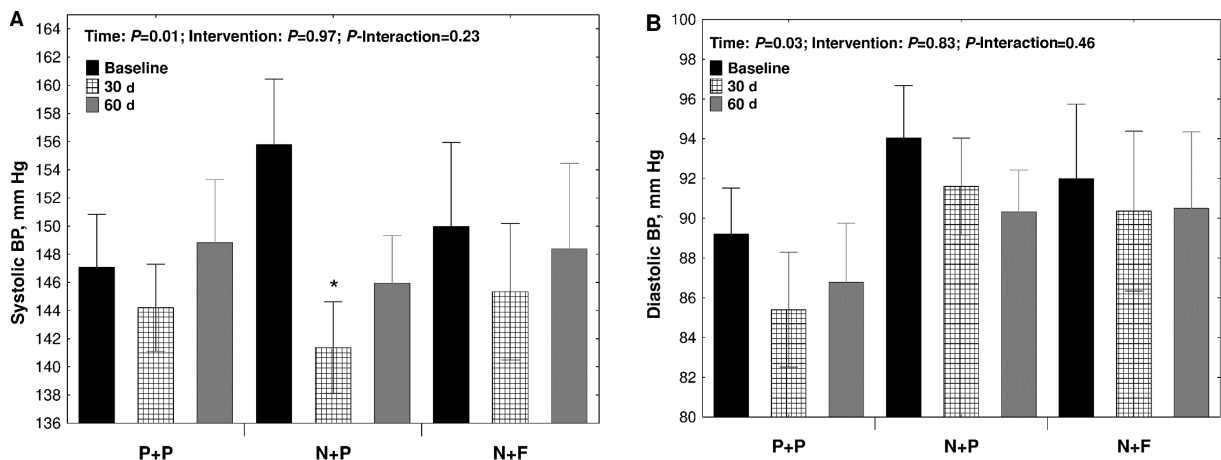 A
Systolic BP, mm Hg
164
162
160
158
156
154
152
150
148
146
144
142
140
138
136
Time: P=0.01; Intervention: P=0.97; P-Interaction=0.23
Baseline
30 d
60 d
*
P+P
N+P
N+F
B
Diastolic BP, mm Hg
100
98
96
94
92
90
88
86
84
82
80
Time: P=0.03; Intervention: P=0.83; P-Interaction=0.46
Baseline
30 d
60 d
P+P
N+P
N+F